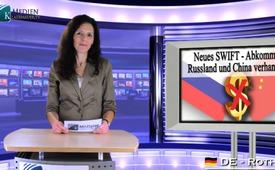 MEDIEN
Neues SWIFT - Abkomm
Russland und China verhan
DE - ROTH